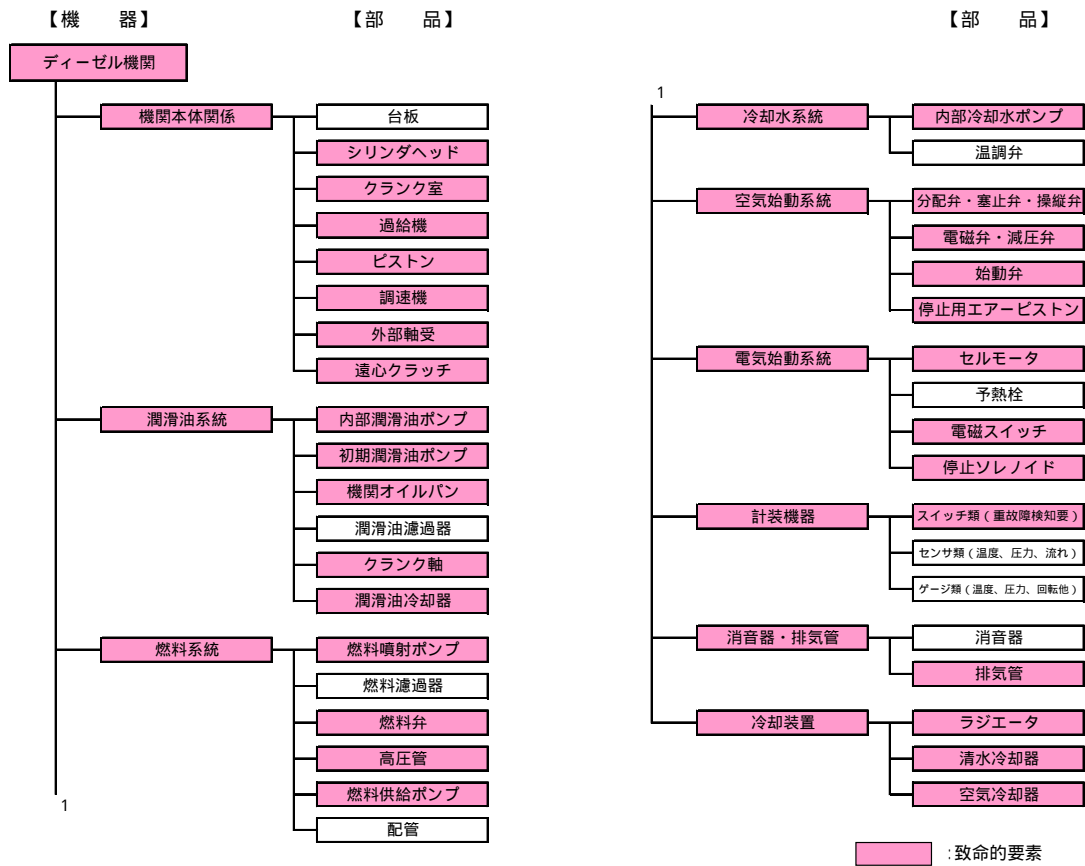 【機　　器】
【部　　品】
ディーゼル機関
機関本体関係
台板
シリンダヘッド
クランク室
過給機
ピストン
調速機
外部軸受
遠心クラッチ
潤滑油系統
内部潤滑油ポンプ
初期潤滑油ポンプ
機関オイルパン
潤滑油濾過器
クランク軸
潤滑油冷却器
燃料系統
燃料噴射ポンプ
燃料濾過器
燃料弁
高圧管
燃料供給ポンプ
配管
1
【部　　品】
1
冷却水系統
内部冷却水ポンプ
温調弁
空気始動系統
分配弁・塞止弁・操縦弁
電磁弁・減圧弁
始動弁
停止用エアーピストン
電気始動系統
セルモータ
予熱栓
電磁スイッチ
停止ソレノイド
計装機器
スイッチ類（重故障検知要）
センサ類（温度、圧力、流れ）
ゲージ類（温度、圧力、回転他）
消音器・排気管
消音器
排気管
冷却装置
ラジエータ
清水冷却器
空気冷却器
:致命的要素